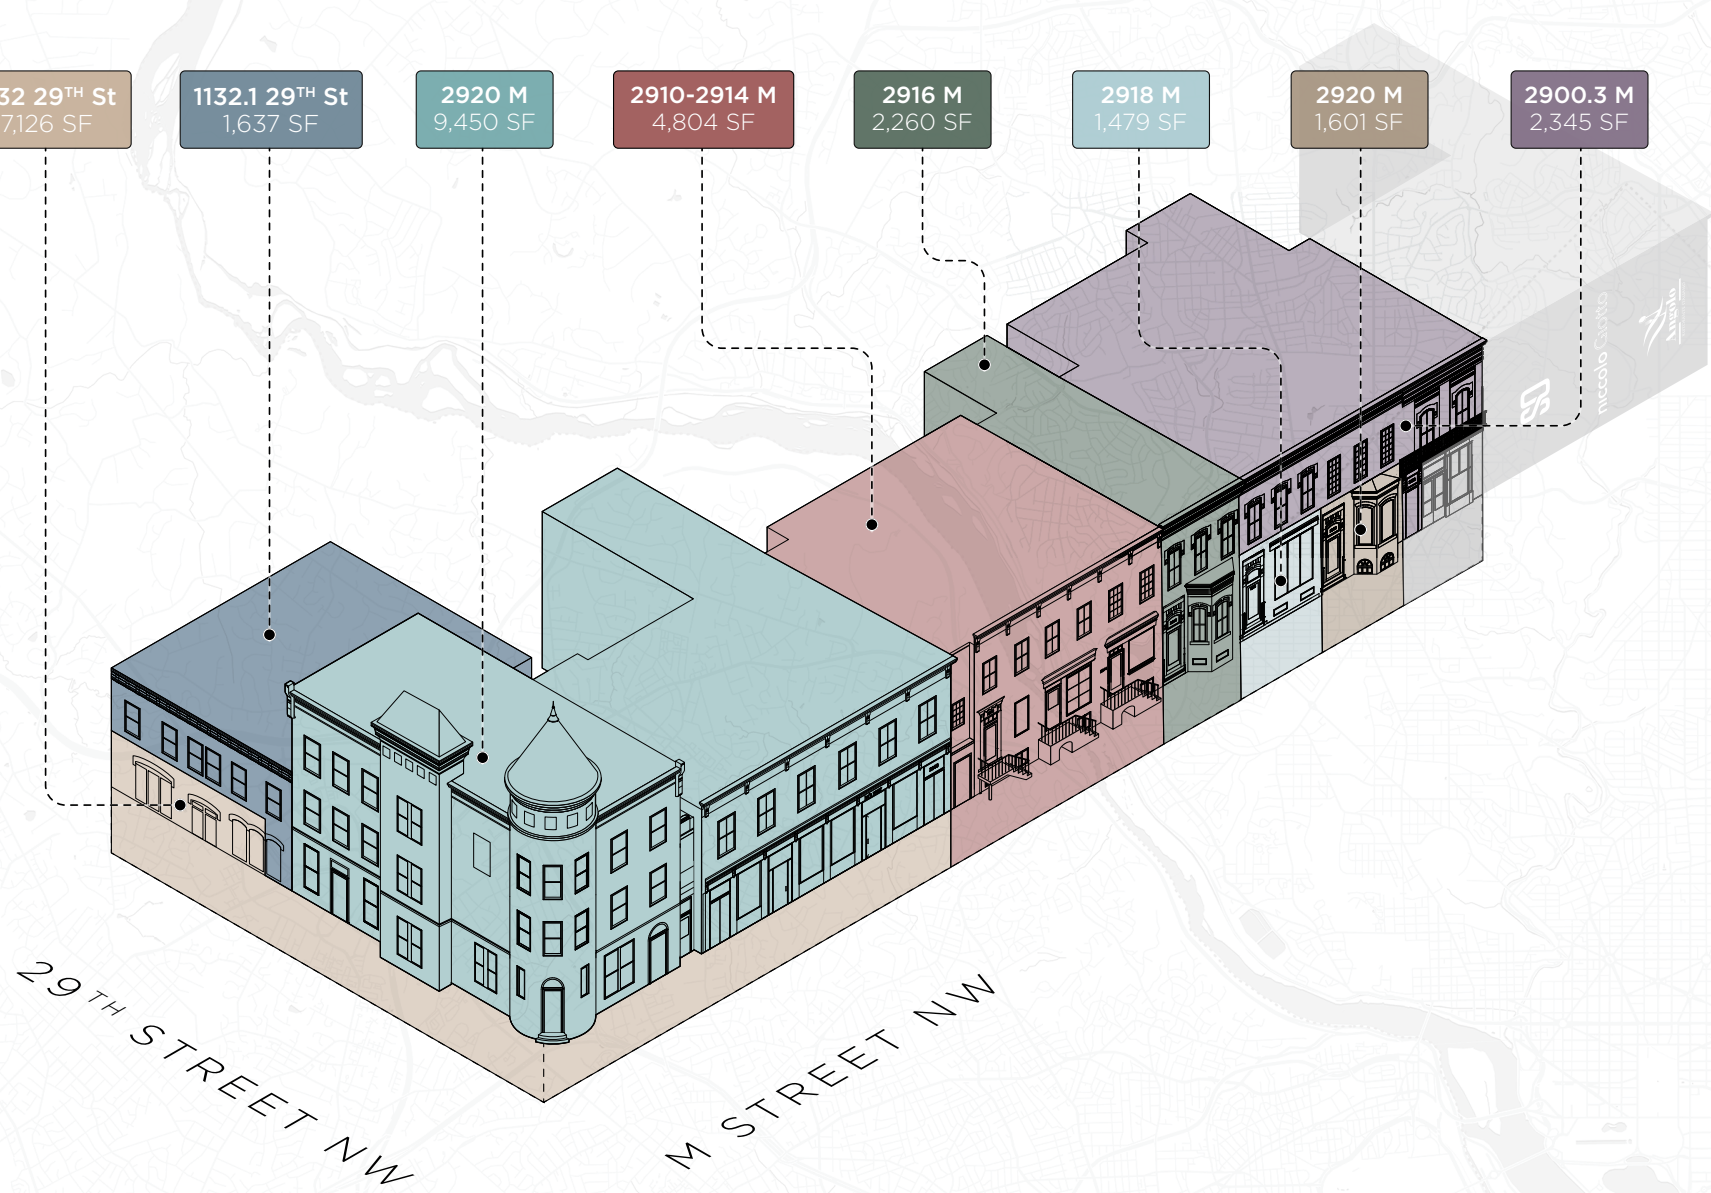 32 29TH St
7,126 SF
1132.1 29TH St
1,637 SF
2920 M
9,450 SF
2910-2914 M
4,804 SF
2916 M
2,260 SF
2918 M
1,479 SF
2920 M
1,601 SF
2900.3 M
2,345 SF
niccolo Gatotto
Angolo
29TH STREET NW
M STREET NW